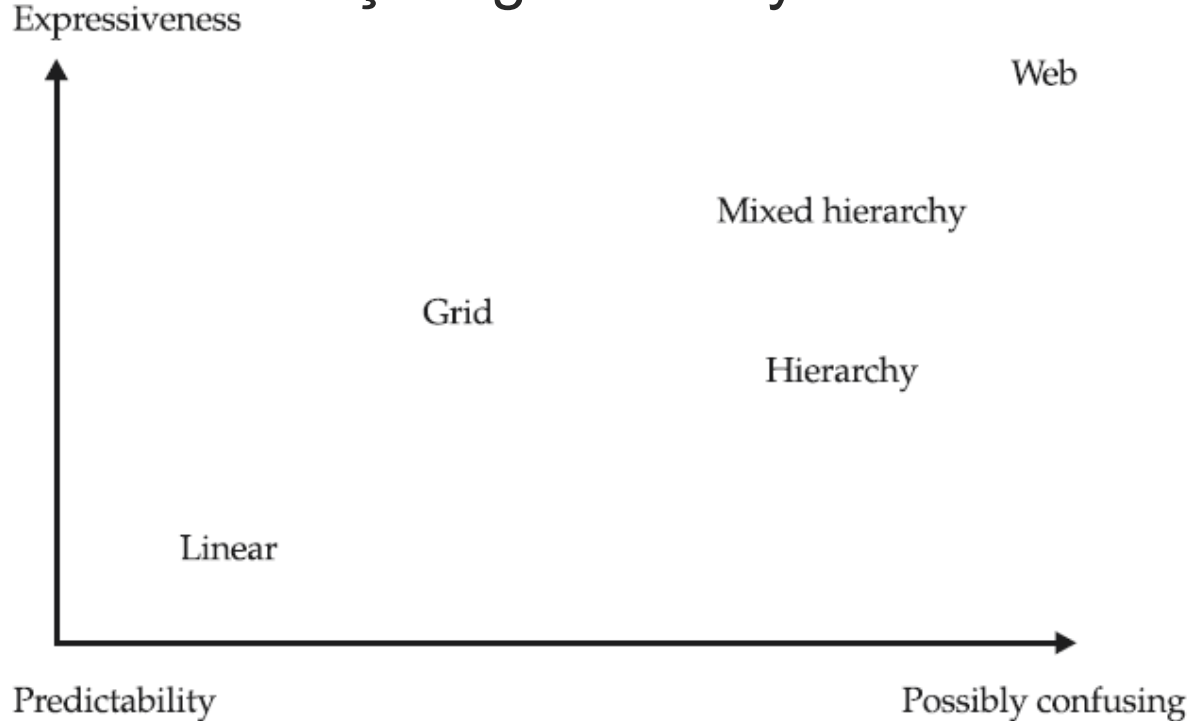 Expressiveness
Web
Mixed hierarchy
Grid
Hierarchy
Linear
Predictability
Possibly confusing